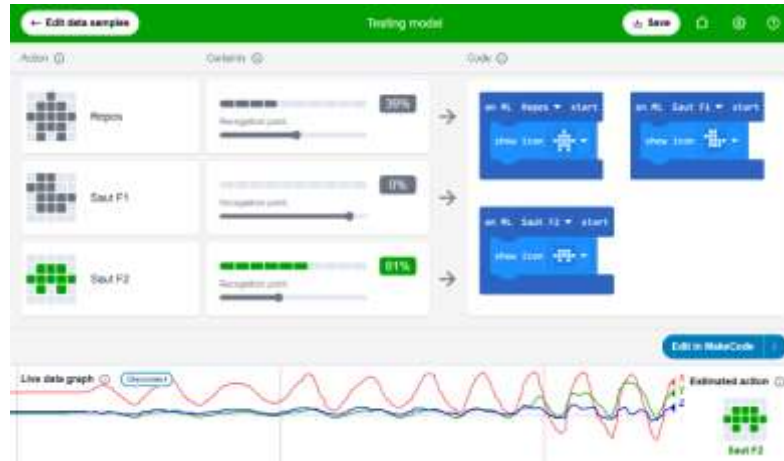 ← Edit data samples
Testing model
Save
Action
Certainty
Code
Repos
39%
Recognition point
on ML Repos ▾ start
show icon
on ML Saut F1 ▾ start
show icon
Saut F1
0%
Recognition point
Saut F2
61%
Recognition point
on ML Saut F2 ▾ start
show icon
Edit in MakeCode
Live data graph
Disconnect
Estimated action
Saut F2